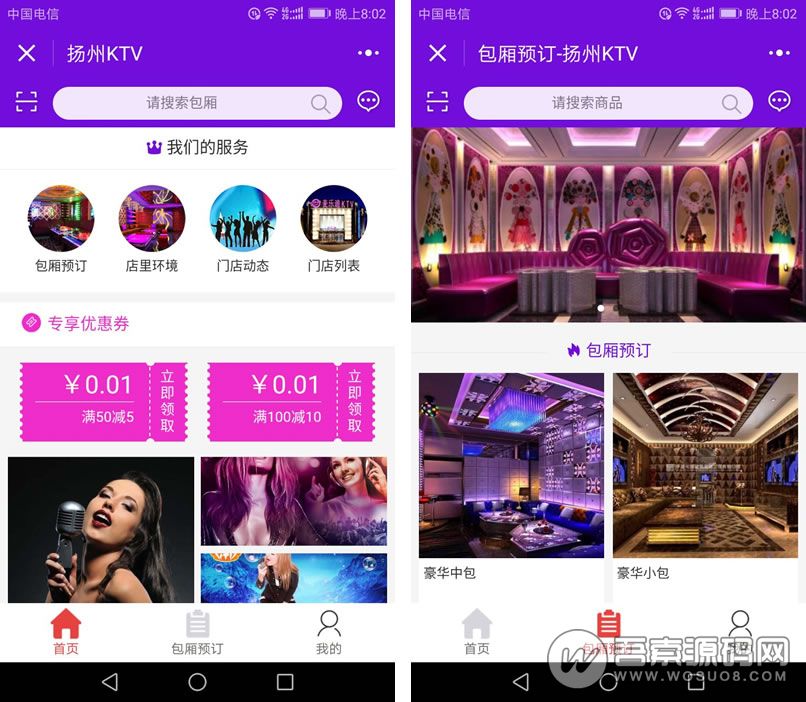 中国电信
晚上8:02
扬州KTV
请搜索包厢
我们的服务
包厢预订
店里环境
门店动态
门店列表
专享优惠券
￥0.01
满50减5
立即领取
￥0.01
满100减10
立即领取
首页
包厢预订
我的
中国电信
晚上8:02
包厢预订-扬州KTV
请搜索商品
包厢预订
豪华中包
豪华小包
首页
包厢预订
吾素源码网
WWW.WOSUO8.COM